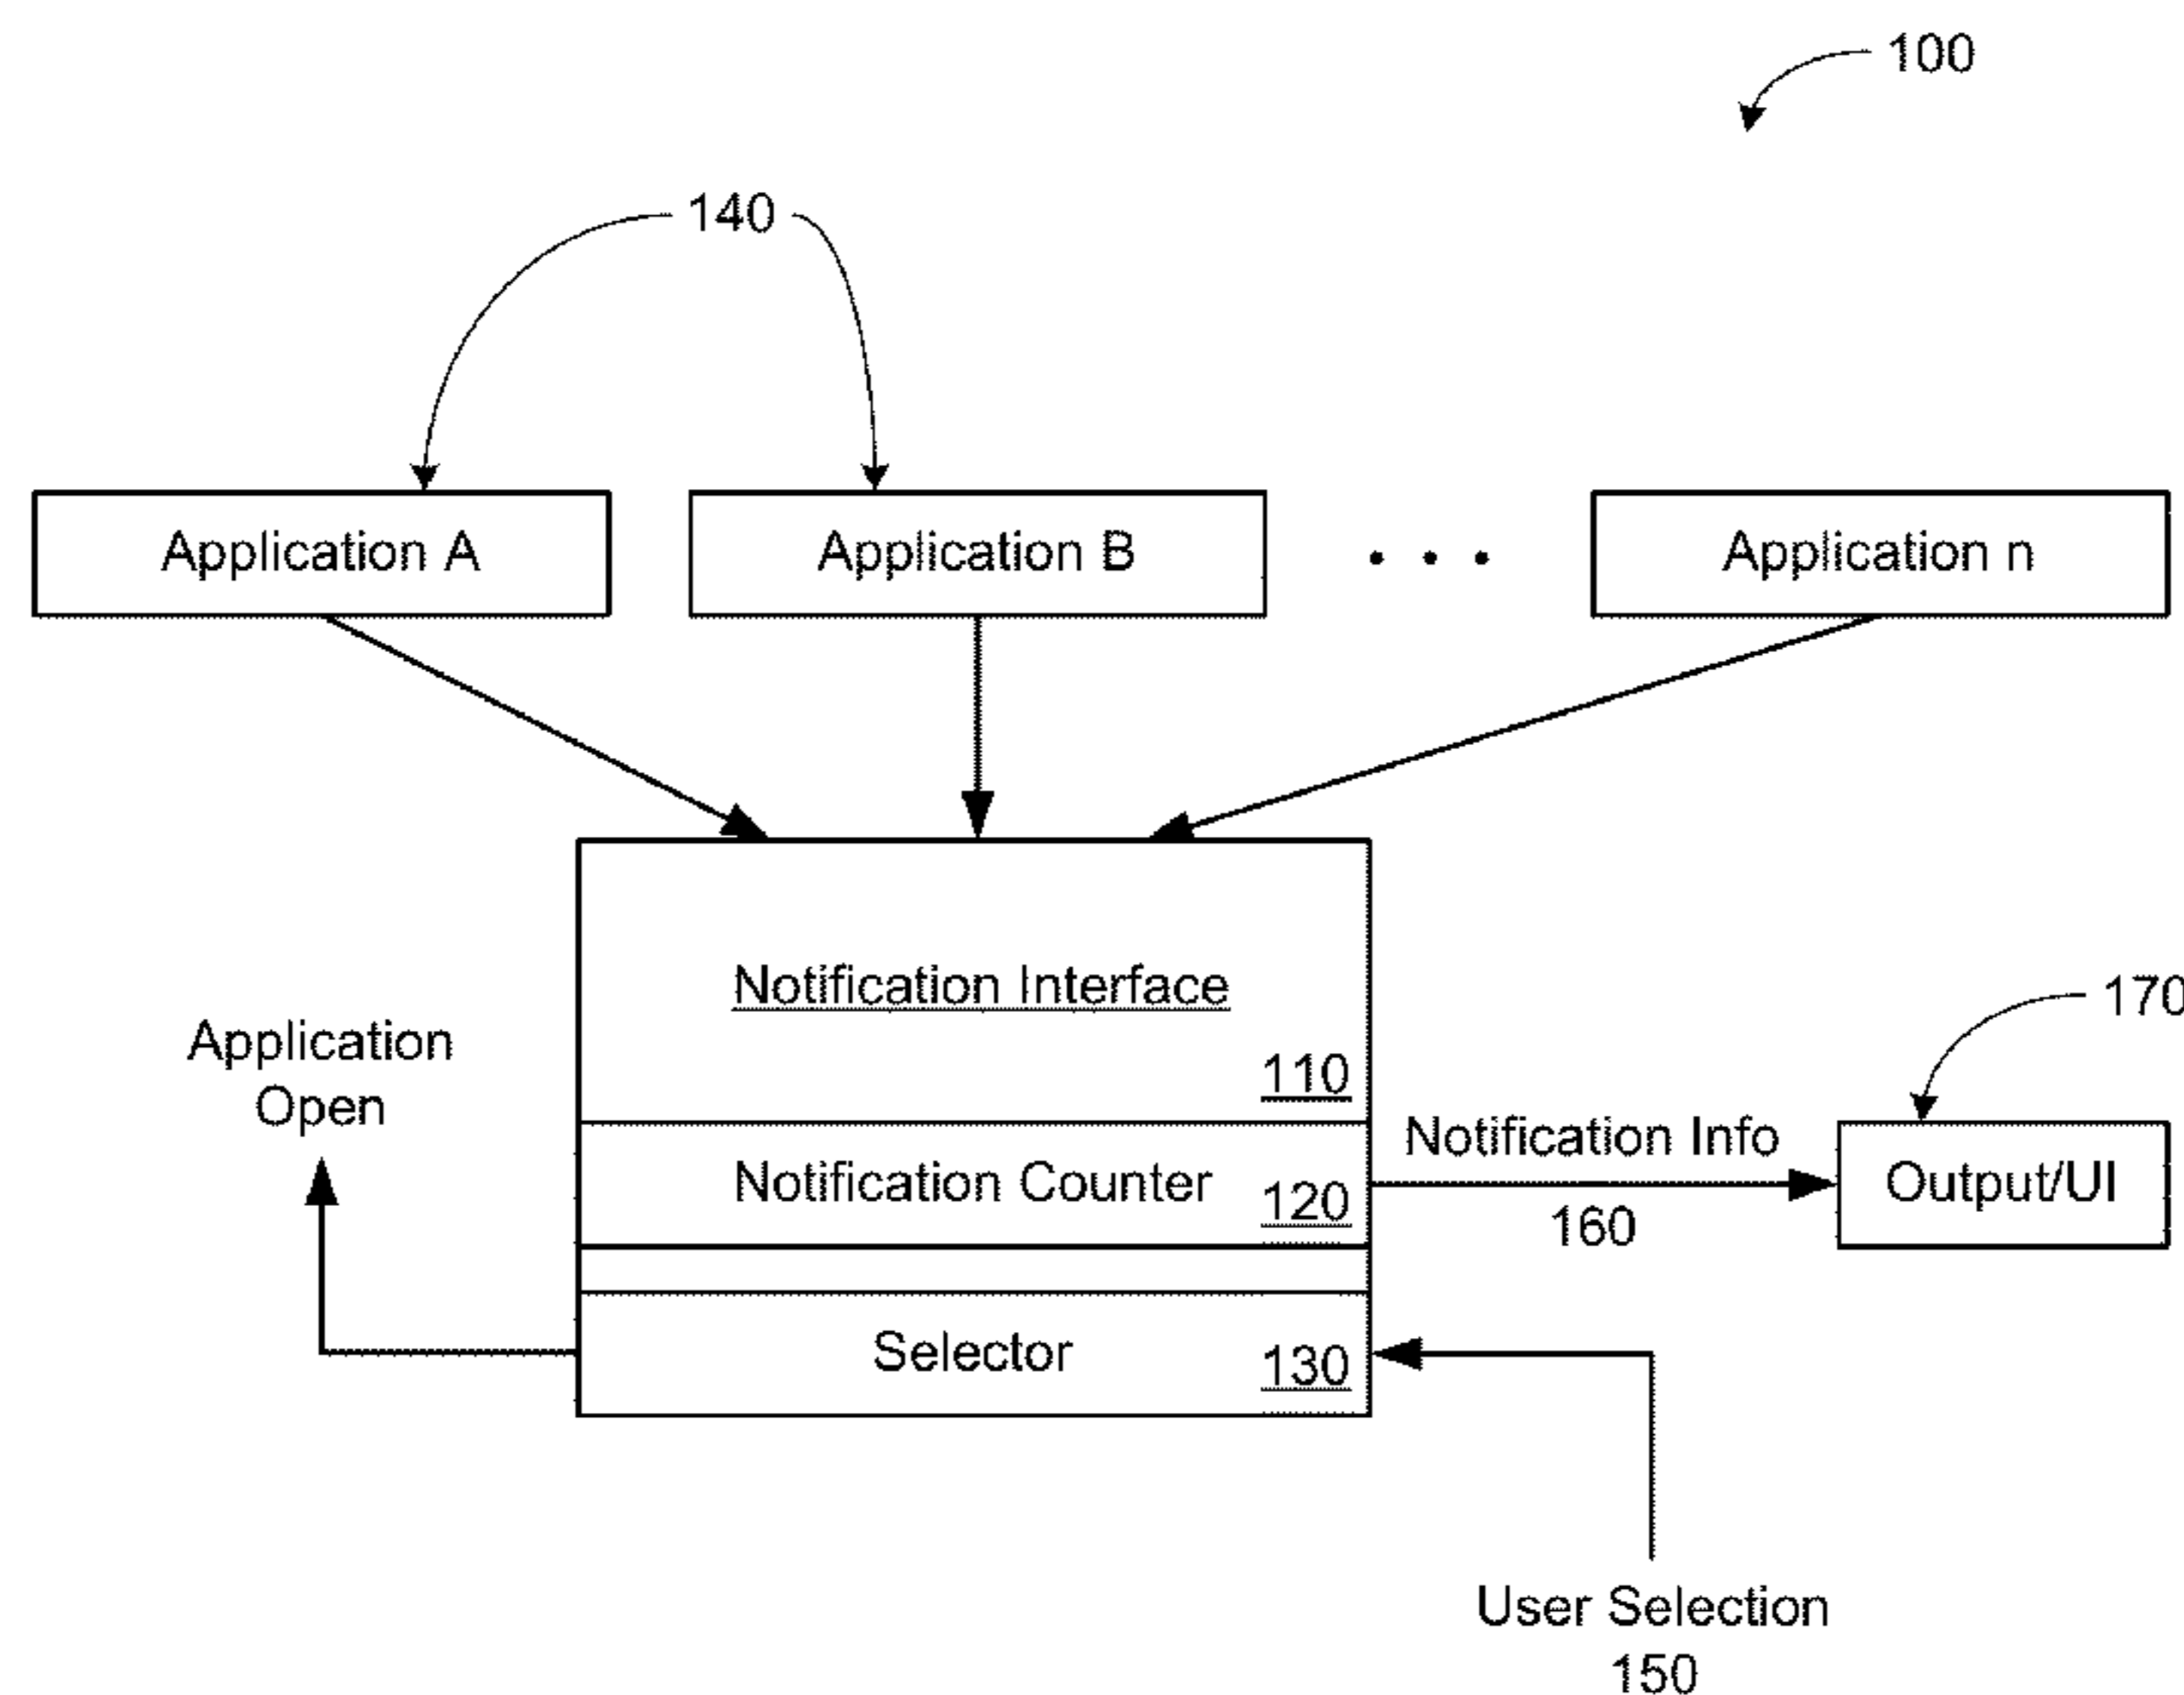 100
140
Application A
Application B
. . .
Application n
Notification Interface
110
170
Application
Open
Notification Counter
120
Notification Info
160
Output/UI
Selector
130
User Selection
150